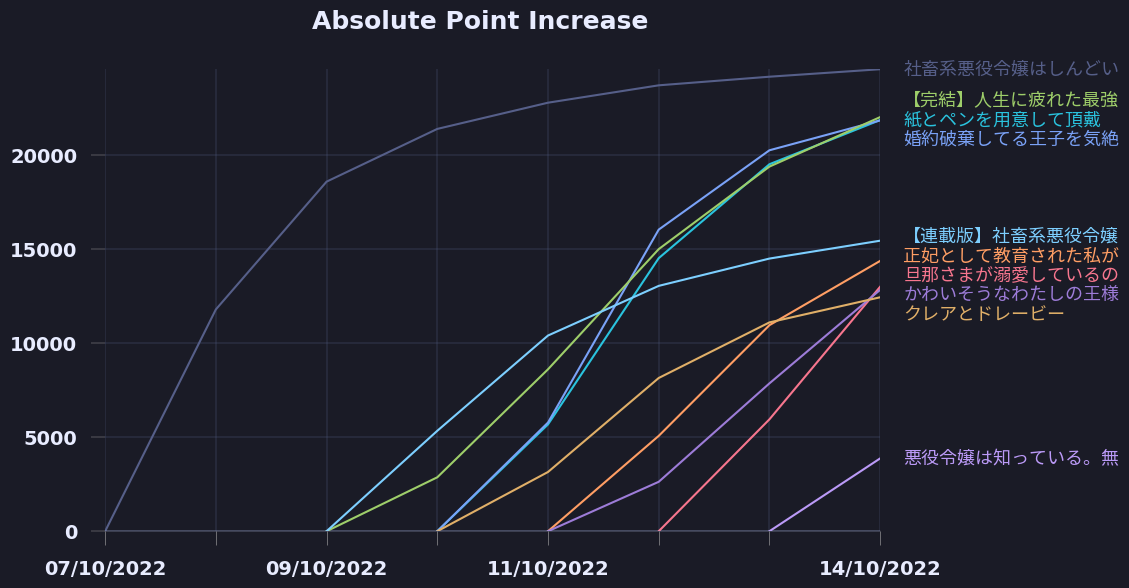 Absolute Point Increase
社畜系悪役令嬢はしんどい
【完結】人生に疲れた最強
紙とペンを用意して頂戴
婚約破棄してる王子を気絶
20000
15000
【連載版】社畜系悪役令嬢
正妃として教育された私が
旦那さまが溺愛しているの
かわいそうなわたしの王様
クレアとドレービー
10000
5000
悪役令嬢は知っている。無
0
07/10/2022
09/10/2022
11/10/2022
14/10/2022